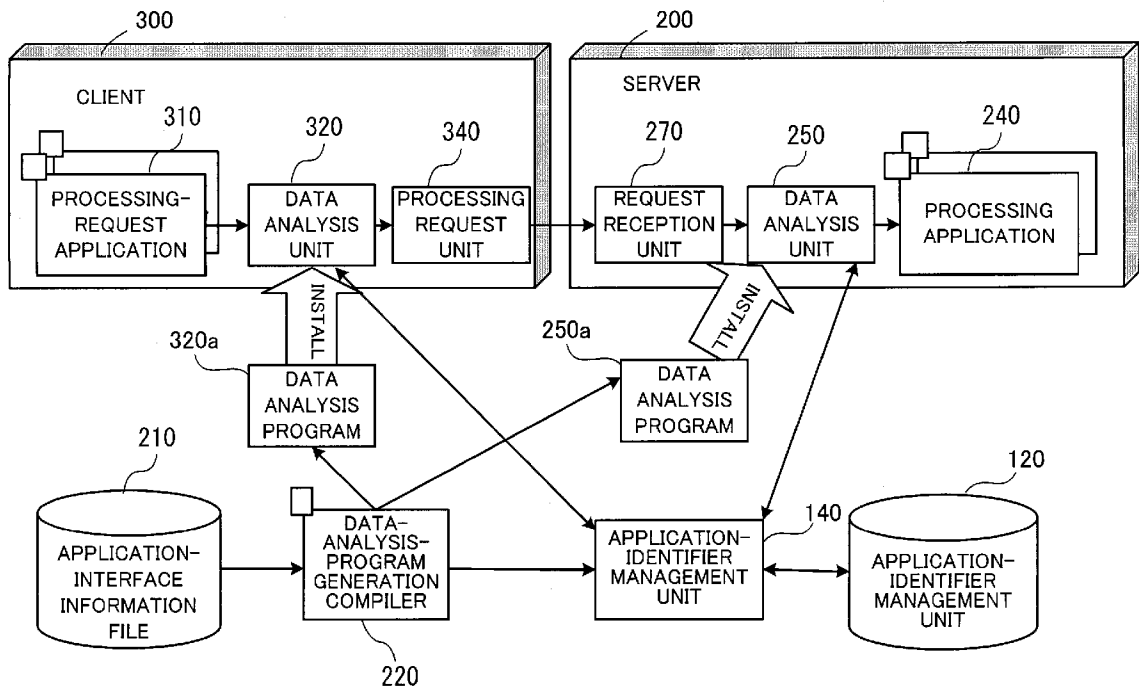 300
200
CLIENT
SERVER
310
320
340
270
250
240
PROCESSING-
REQUEST
APPLICATION
DATA
ANALYSIS
UNIT
PROCESSING
REQUEST
UNIT
REQUEST
RECEPTION
UNIT
DATA
ANALYSIS
UNIT
PROCESSING
APPLICATION
INSTALL
INSTALL
320a
250a
DATA
ANALYSIS
PROGRAM
DATA
ANALYSIS
PROGRAM
210
120
140
APPLICATION-
INTERFACE
INFORMATION
FILE
DATA-
ANALYSIS-
PROGRAM
GENERATION
COMPILER
APPLICATION-
IDENTIFIER
MANAGEMENT
UNIT
APPLICATION-
IDENTIFIER
MANAGEMENT
UNIT
220